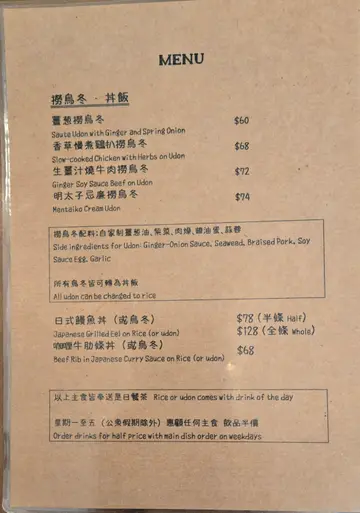 MENU
撈烏冬 · 丼飯
薑葱撈烏冬 $60
Saute Udon with Ginger and Spring Onion
香草慢煮雞扒撈烏冬 $68
Slow-cooked Chicken with Herbs on Udon
生薑汁燒牛肉撈烏冬 $72
Ginger Soy Sauce Beef on Udon
明太子忌廉撈烏冬 $74
Mentaiko Cream Udon
撈烏冬配料:自家制薑葱油,紫菜,肉燥,雞油蛋,蒜蓉
Side ingredients for Udon: Ginger-Onion Sauce, Seaweed, Braised Pork, Soy
Sauce Egg, Garlic
所有烏冬皆可轉為丼飯
All udon can be changed to rice
日式鰻魚丼(或烏冬) $78 (半條 Half)
Japanese Grilled Eel on Rice (or udon) $128 (全條 Whole)
咖喱牛肋條丼(或烏冬) $68
Beef Rib in Japanese Curry Sauce on Rice (or udon)
以上主食皆奉送是日餐茶 Rice or udon comes with drink of the day
星期一至五(公眾假期除外)惠顧任何主食 飲品半價
Order drinks for half price with main dish order on weekdays